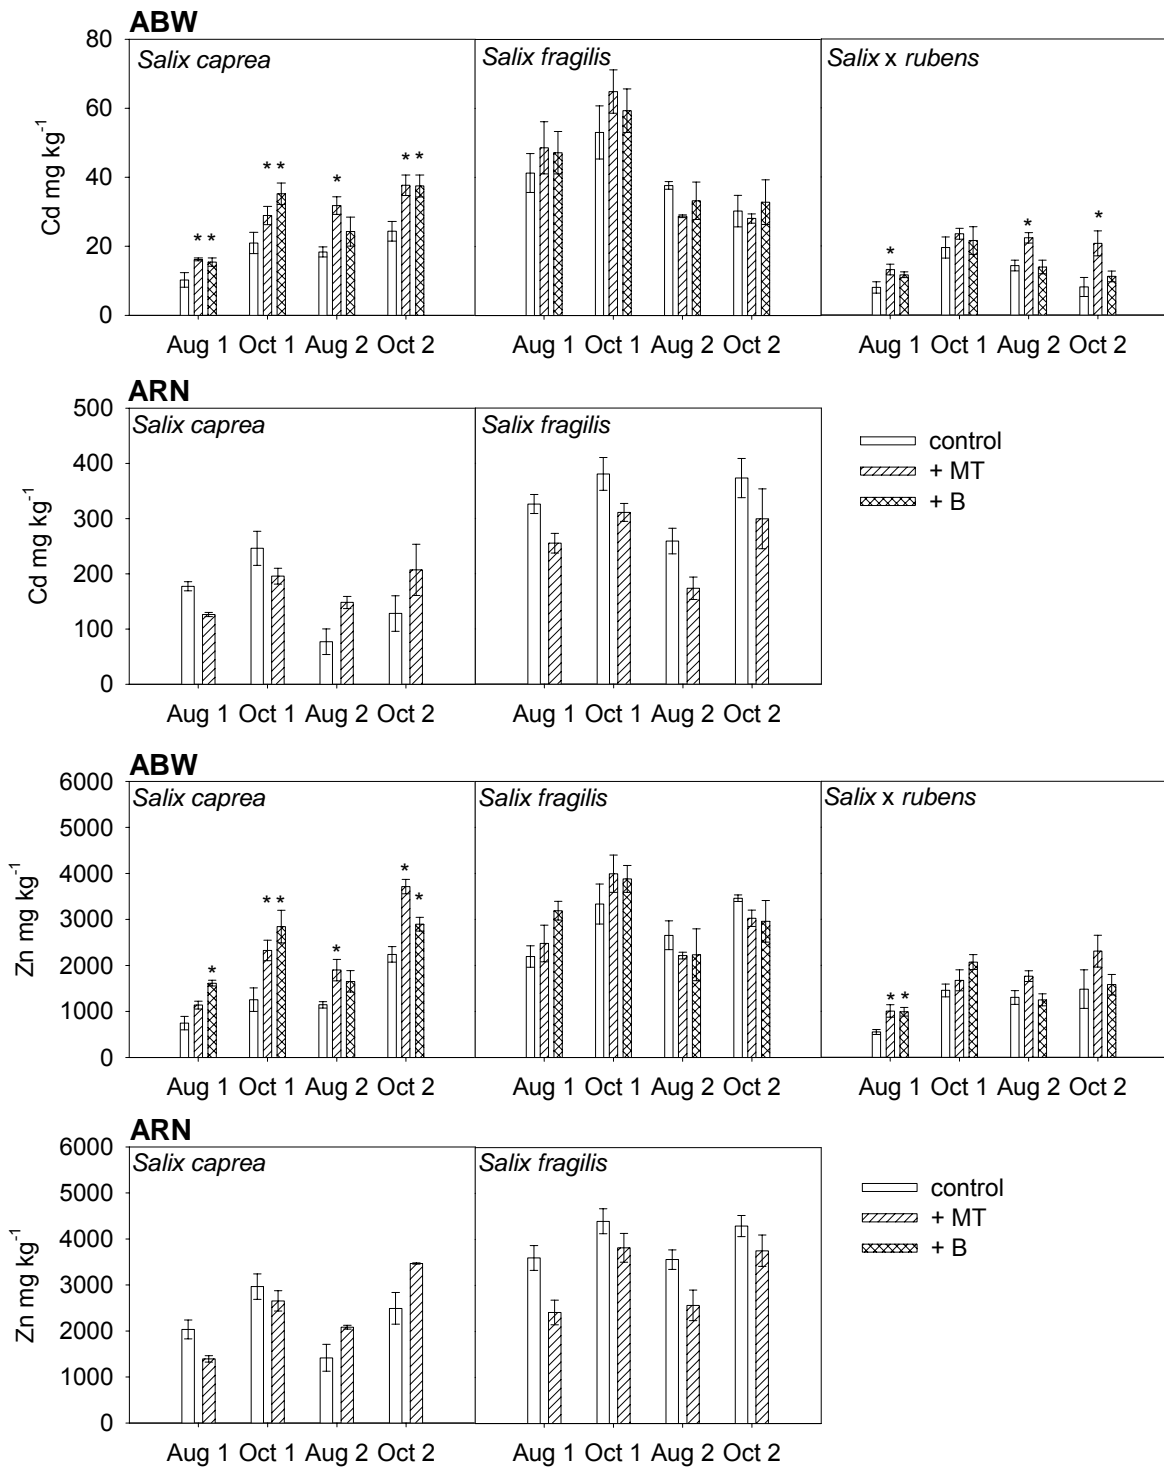 ABW
Salix caprea
Salix fragilis
Salix x rubens
Cd mg kg-1
80
60
40
20
0
* *
* *
*
* *
*
*
*
Aug 1 Oct 1 Aug 2 Oct 2
Aug 1 Oct 1 Aug 2 Oct 2
Aug 1 Oct 1 Aug 2 Oct 2
ARN
Salix caprea
Salix fragilis
Cd mg kg-1
500
400
300
200
100
0
Aug 1 Oct 1 Aug 2 Oct 2
Aug 1 Oct 1 Aug 2 Oct 2
control
+ MT
+ B
ABW
Salix caprea
Salix fragilis
Salix x rubens
Zn mg kg-1
6000
5000
4000
3000
2000
1000
0
*
* *
*
*
*
* *
Aug 1 Oct 1 Aug 2 Oct 2
Aug 1 Oct 1 Aug 2 Oct 2
Aug 1 Oct 1 Aug 2 Oct 2
ARN
Salix caprea
Salix fragilis
Zn mg kg-1
6000
5000
4000
3000
2000
1000
0
Aug 1 Oct 1 Aug 2 Oct 2
Aug 1 Oct 1 Aug 2 Oct 2
control
+ MT
+ B